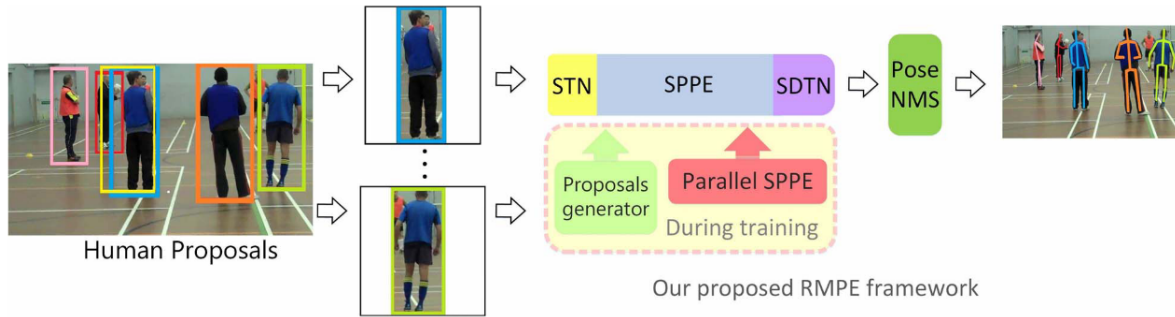 Human Proposals
STN
SPPE
SDTN
Pose
NMS
Proposals
generator
Parallel SPPE
During training
Our proposed RMPE framework